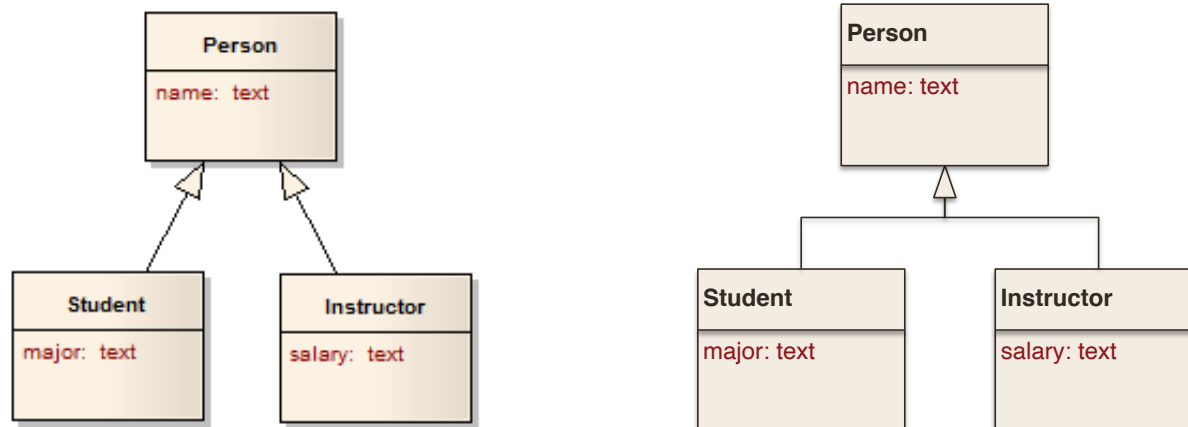 Person
name: text
Student
major: text
Instructor
salary: text
Person
name: text
Student
major: text
Instructor
salary: text